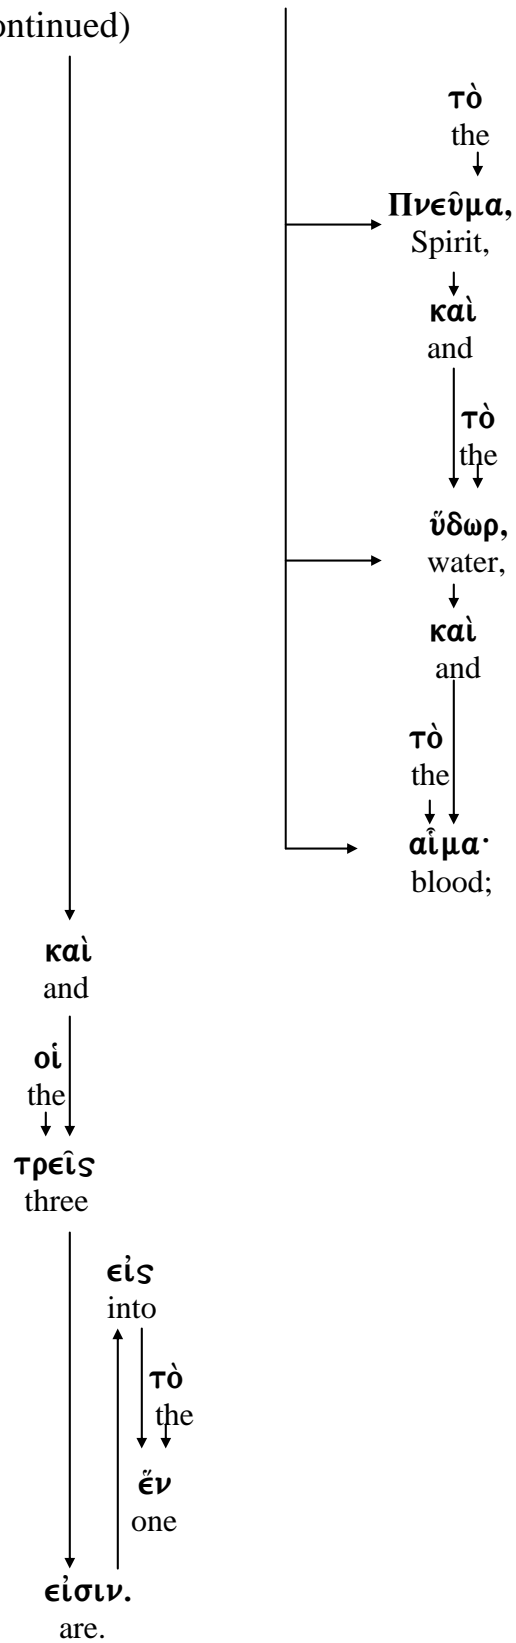 ontinued)
τὸ
the
Πνεῦμα,
Spirit,
καὶ
and
τὸ
the
ὕδωρ,
water,
καὶ
and
τὸ
the
αἷμα·
blood;
καὶ
and
οἱ
the
τρεῖς
three
εἰς
into
τὸ
the
ἕν
one
εἰσιν.
are.